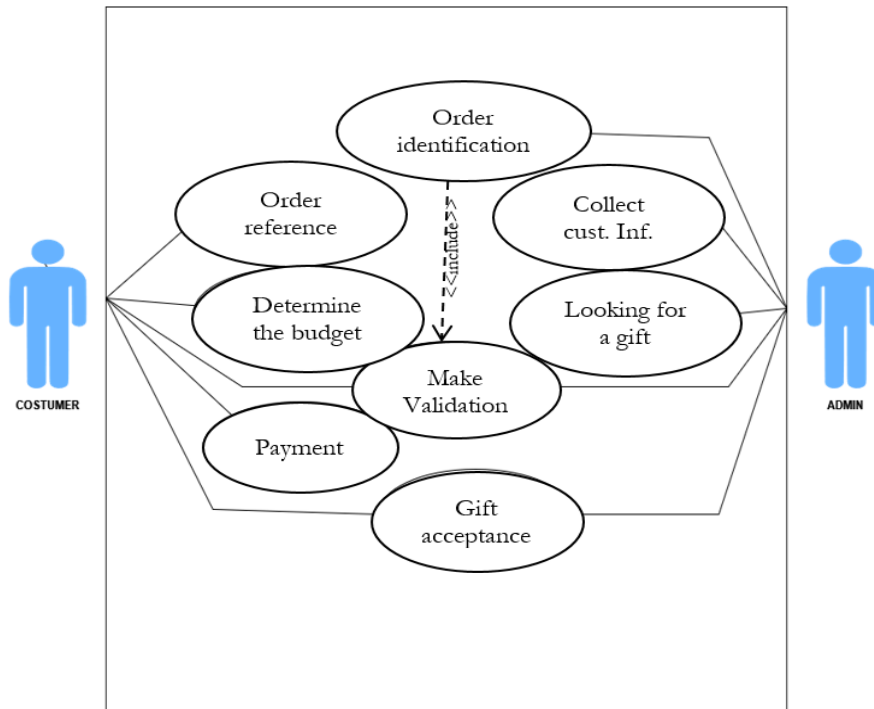 Order
identification
Order
reference
Collect
cust. Inf.
<<include>>
Determine
the budget
Looking for
a gift
Make
Validation
COSTUMER
ADMIN
Payment
Gift
acceptance